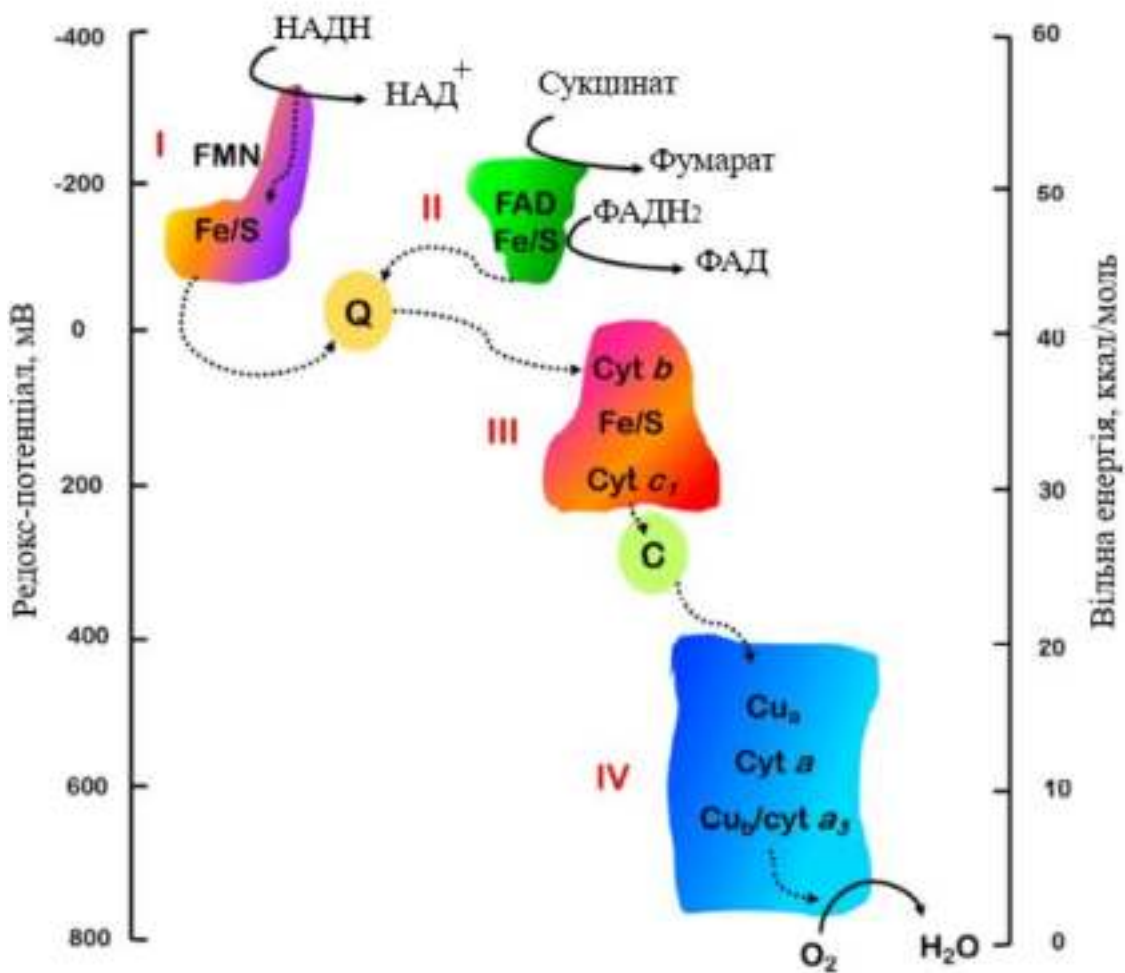 -400
НАДН
НАД⁺
Сукцинат
Фумарат
I
FMN
-200
Fe/S
II
FAD
Fe/S
ФАДН₂
ФАД
Q
0
Cyt b
III
Fe/S
Cyt c₁
200
C
400
Cuₐ
Cyt a
IV
Cu_b/cyt a₃
600
800
O₂
H₂O
Редокс-потенціал, мВ
60
50
40
30
20
10
0
Вільна енергія, ккал/моль